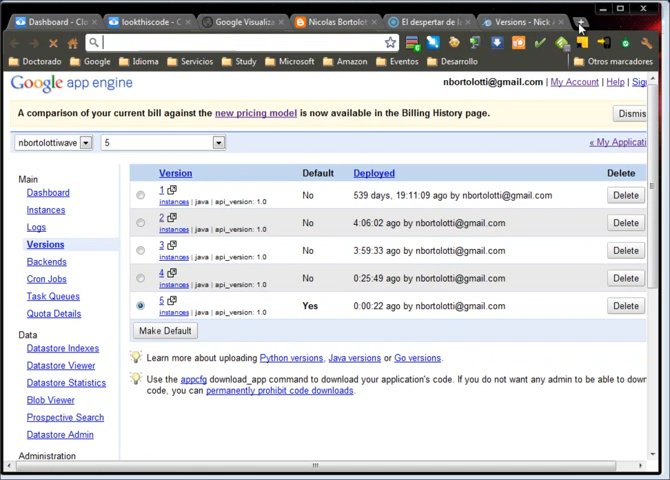 Dashboard - Clo
lookthiscode - C
Google Visualiza
Nicolas Bortolot
El despertar de l
Versions - Nick A
Doctorado
Google
Idioma
Servicios
Study
Microsoft
Amazon
Eventos
Desarrollo
Otros marcadores
Google app engine
nbortolotti@gmail.com | My Account | Help | Sig
A comparison of your current bill against the new pricing model is now available in the Billing History page.
Dismis
nbortolottiwave
5
« My Applicati
Main
Dashboard
Instances
Logs
Versions
Backends
Cron Jobs
Task Queues
Quota Details
Data
Datastore Indexes
Datastore Viewer
Datastore Statistics
Blob Viewer
Prospective Search
Datastore Admin
Administration
Version Default Deployed Delete
1 No 539 days, 19:11:09 ago by nbortolotti@gmail.com Delete
instances | java | api_version: 1.0
2 No 4:06:02 ago by nbortolotti@gmail.com Delete
instances | java | api_version: 1.0
3 No 3:59:33 ago by nbortolotti@gmail.com Delete
instances | java | api_version: 1.0
4 No 0:25:49 ago by nbortolotti@gmail.com Delete
instances | java | api_version: 1.0
5 Yes 0:00:22 ago by nbortolotti@gmail.com Delete
instances | java | api_version: 1.0
Make Default
Learn more about uploading Python versions, Java versions or Go versions.
Use the appcfg download_app command to download your application's code. If you do not want any admin to be able to down
code, you can permanently prohibit code downloads.